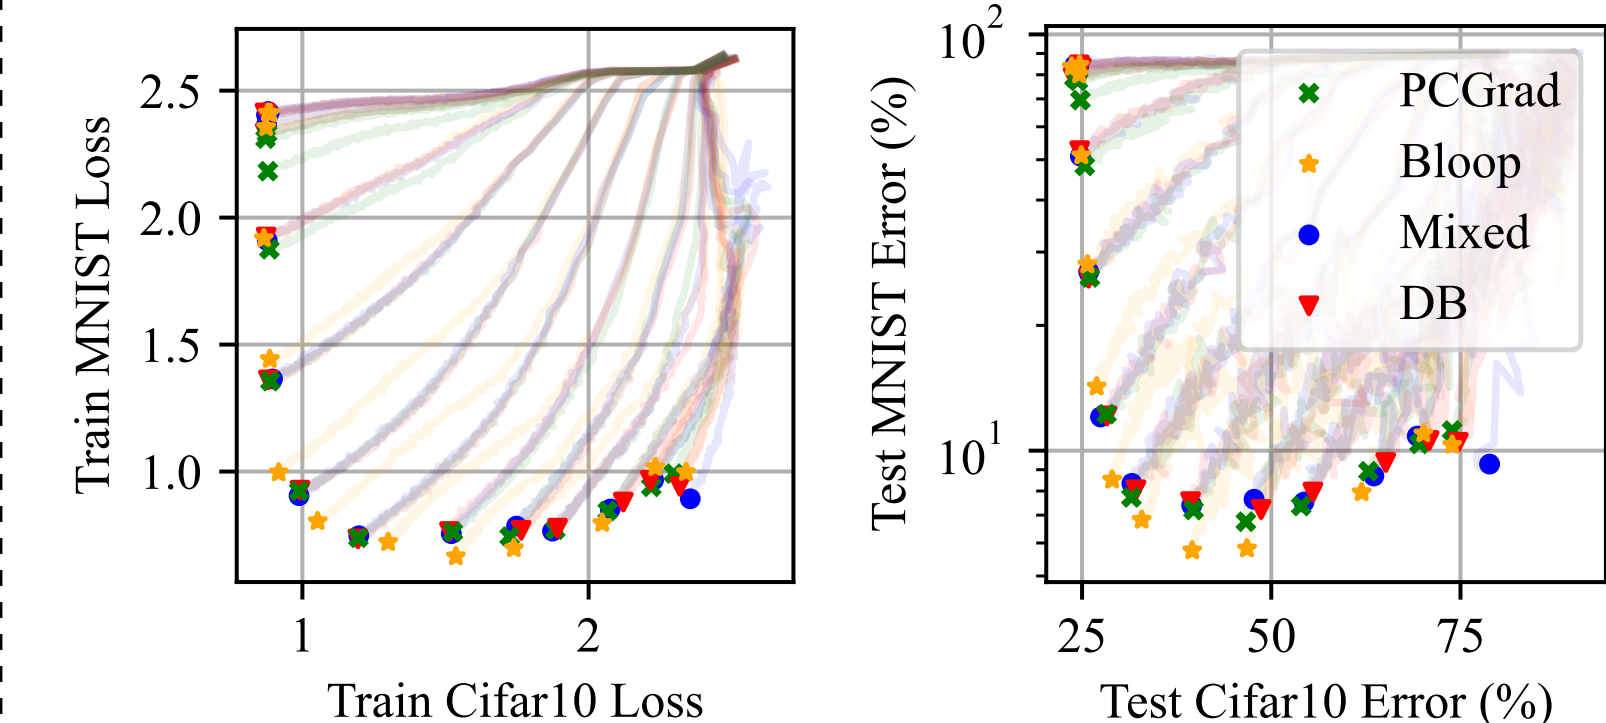 Train MNIST Loss
2.5
2.0
1.5
1.0
1
2
Train Cifar10 Loss
Test MNIST Error (%)
10^2
10^1
25
50
75
Test Cifar10 Error (%)
PCGrad
Bloop
Mixed
DB